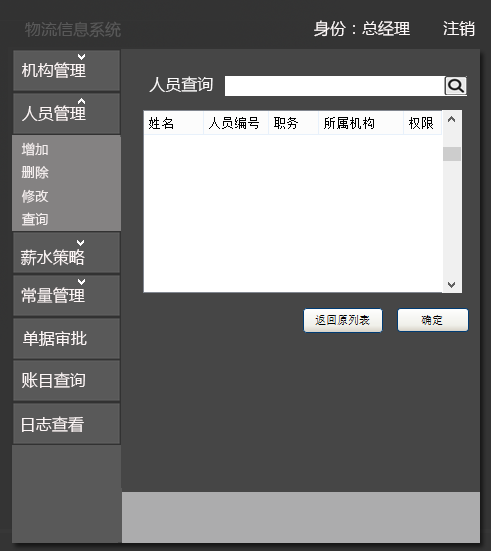 物流信息系统
身份：总经理 注销
机构管理
人员管理
增加
删除
修改
查询
薪水策略
常量管理
单据审批
账目查询
日志查看
人员查询
姓名 人员编号 职务 所属机构 权限
返回原列表 确定